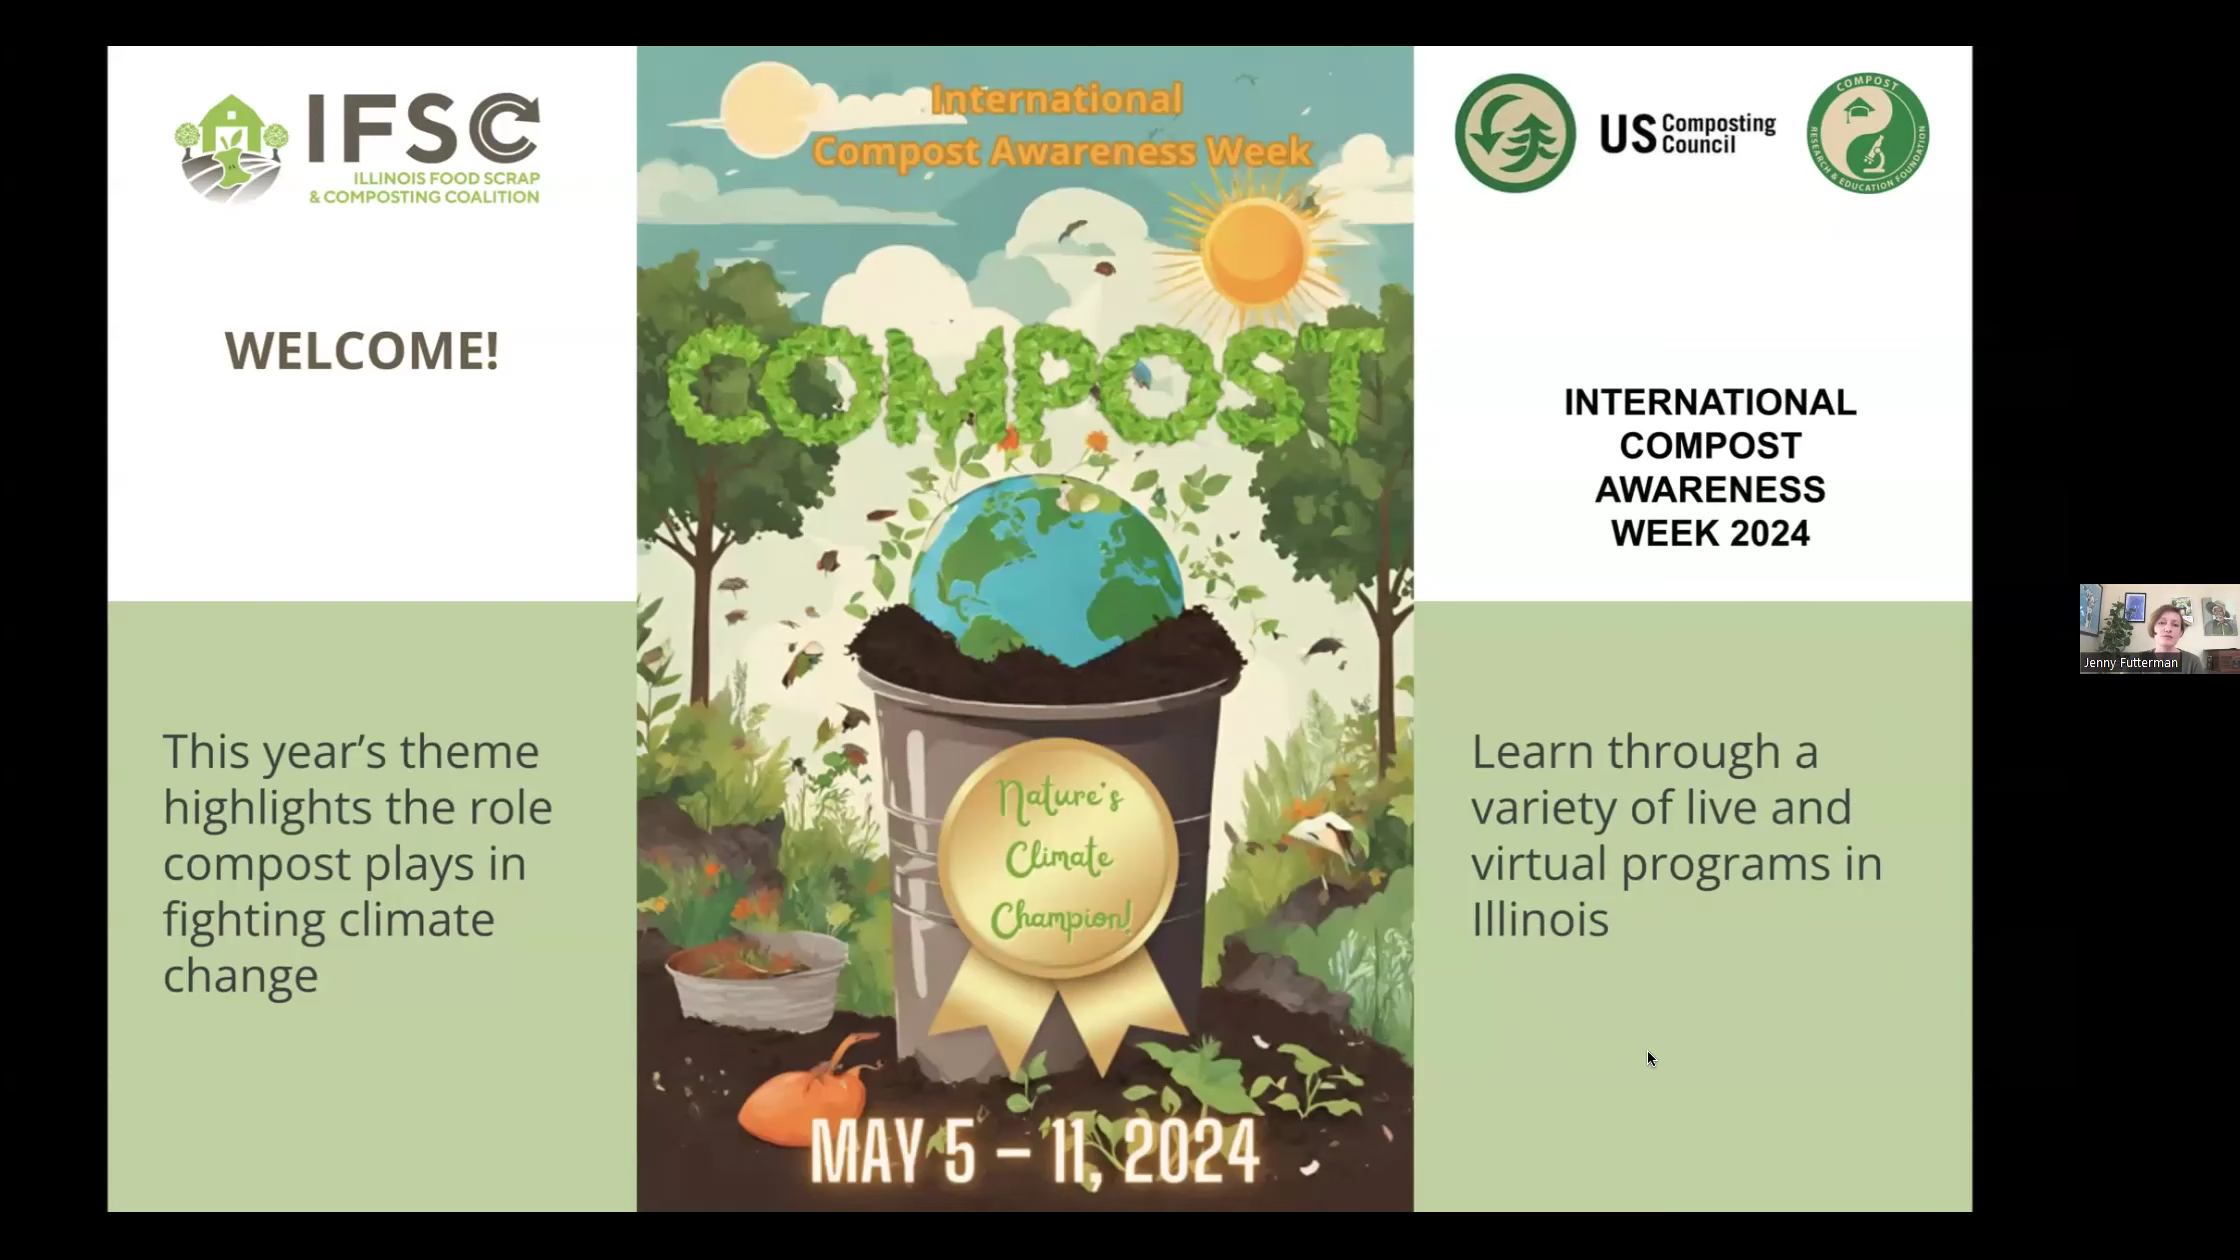 IFSC
ILLINOIS FOOD SCRAP
& COMPOSTING COALITION
WELCOME!
This year’s theme
highlights the role
compost plays in
fighting climate
change
International
Compost Awareness Week
COMPOST
Nature's
Climate
Champion!
MAY 5 – 11, 2024
US Composting
Council
COMPOST
RESEARCH & EDUCATION FOUNDATION
INTERNATIONAL
COMPOST
AWARENESS
WEEK 2024
Learn through a
variety of live and
virtual programs in
Illinois
Jenny Futterman